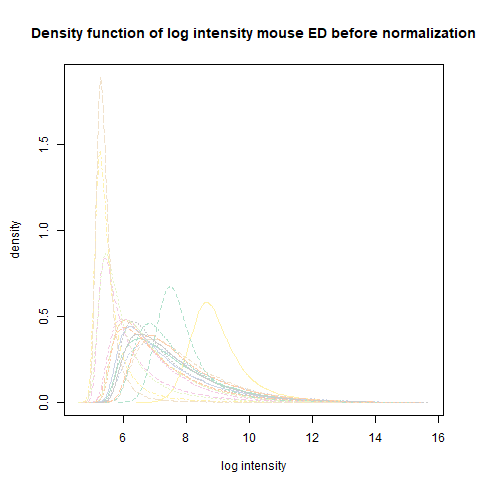 Density function of log intensity mouse ED before normalization
1.5
1.0
density
0.5
0.0
6 8 10 12 14 16
log intensity